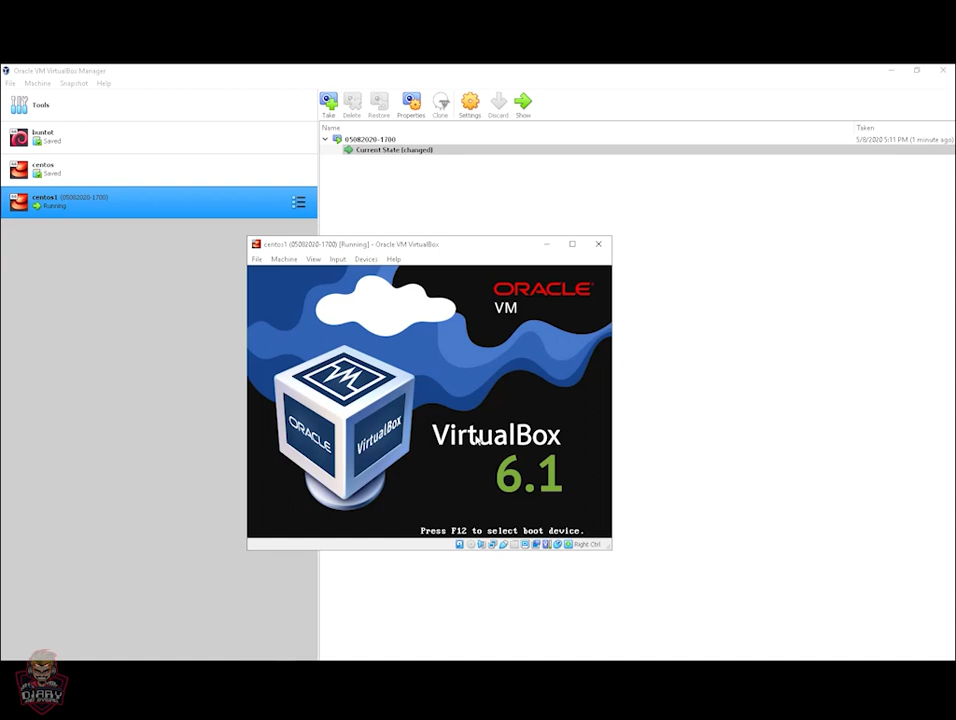 Oracle VM VirtualBox Manager
File Machine Snapshot Help
Tools
Take Delete Restore Properties Clone Settings Discard Show
Name Taken
buntot
Saved
05082020-1700 5/8/2020 5:11 PM (1 minute ago)
Current State (changed)
centos
Saved
centos1 (05082020-1700)
Running
centos1 (05082020-1700) [Running] - Oracle VM VirtualBox
File Machine View Input Devices Help
ORACLE
VM
ORACLE
VirtualBox
VirtualBox
6.1
Press F12 to select boot device.
Right Ctrl